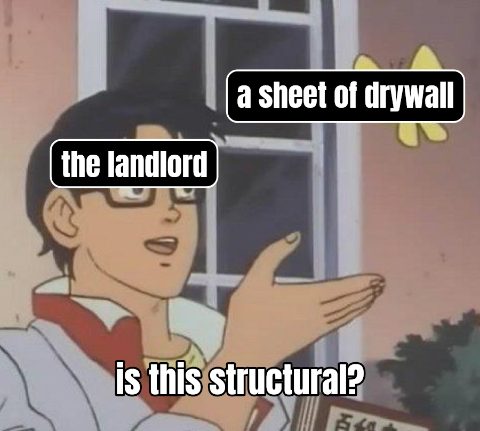 a sheet of drywall
the landlord
is this structural?